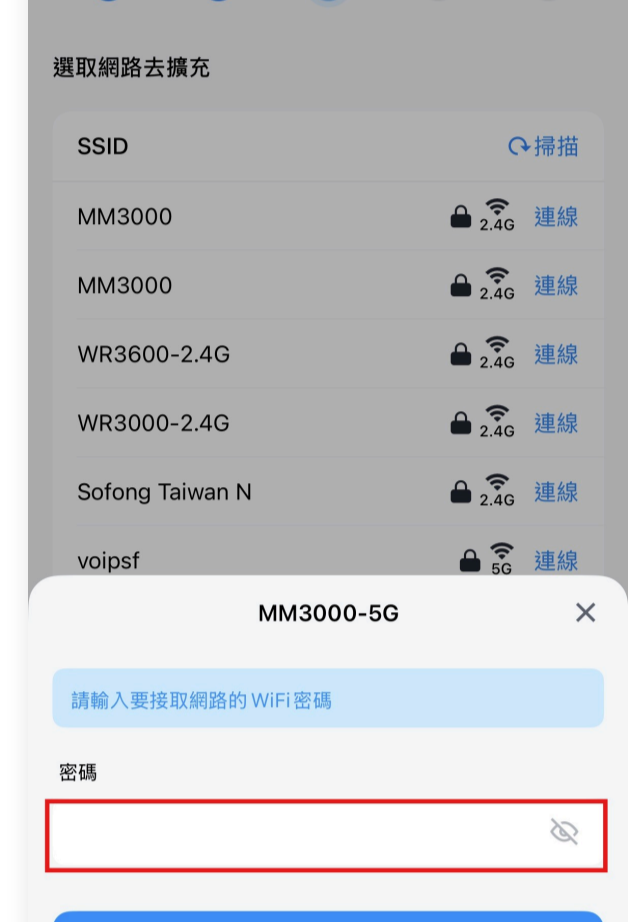 選取網路去擴充
SSID 掃描
MM3000 2.4G 連線
MM3000 2.4G 連線
WR3600-2.4G 2.4G 連線
WR3000-2.4G 2.4G 連線
Sofong Taiwan N 2.4G 連線
voipsf 5G 連線
MM3000-5G
請輸入要接取網路的 WiFi 密碼
密碼